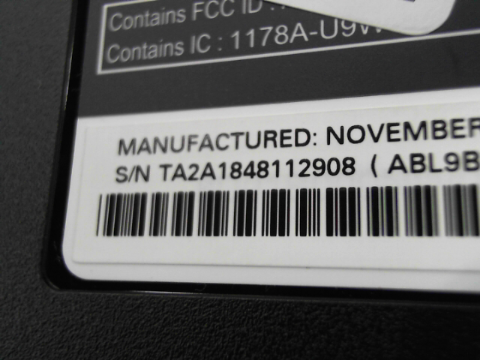 Contains FCC ID :
Contains IC : 1178A-U9W
MANUFACTURED: NOVEMBER
S/N TA2A1848112908 ( ABL9B